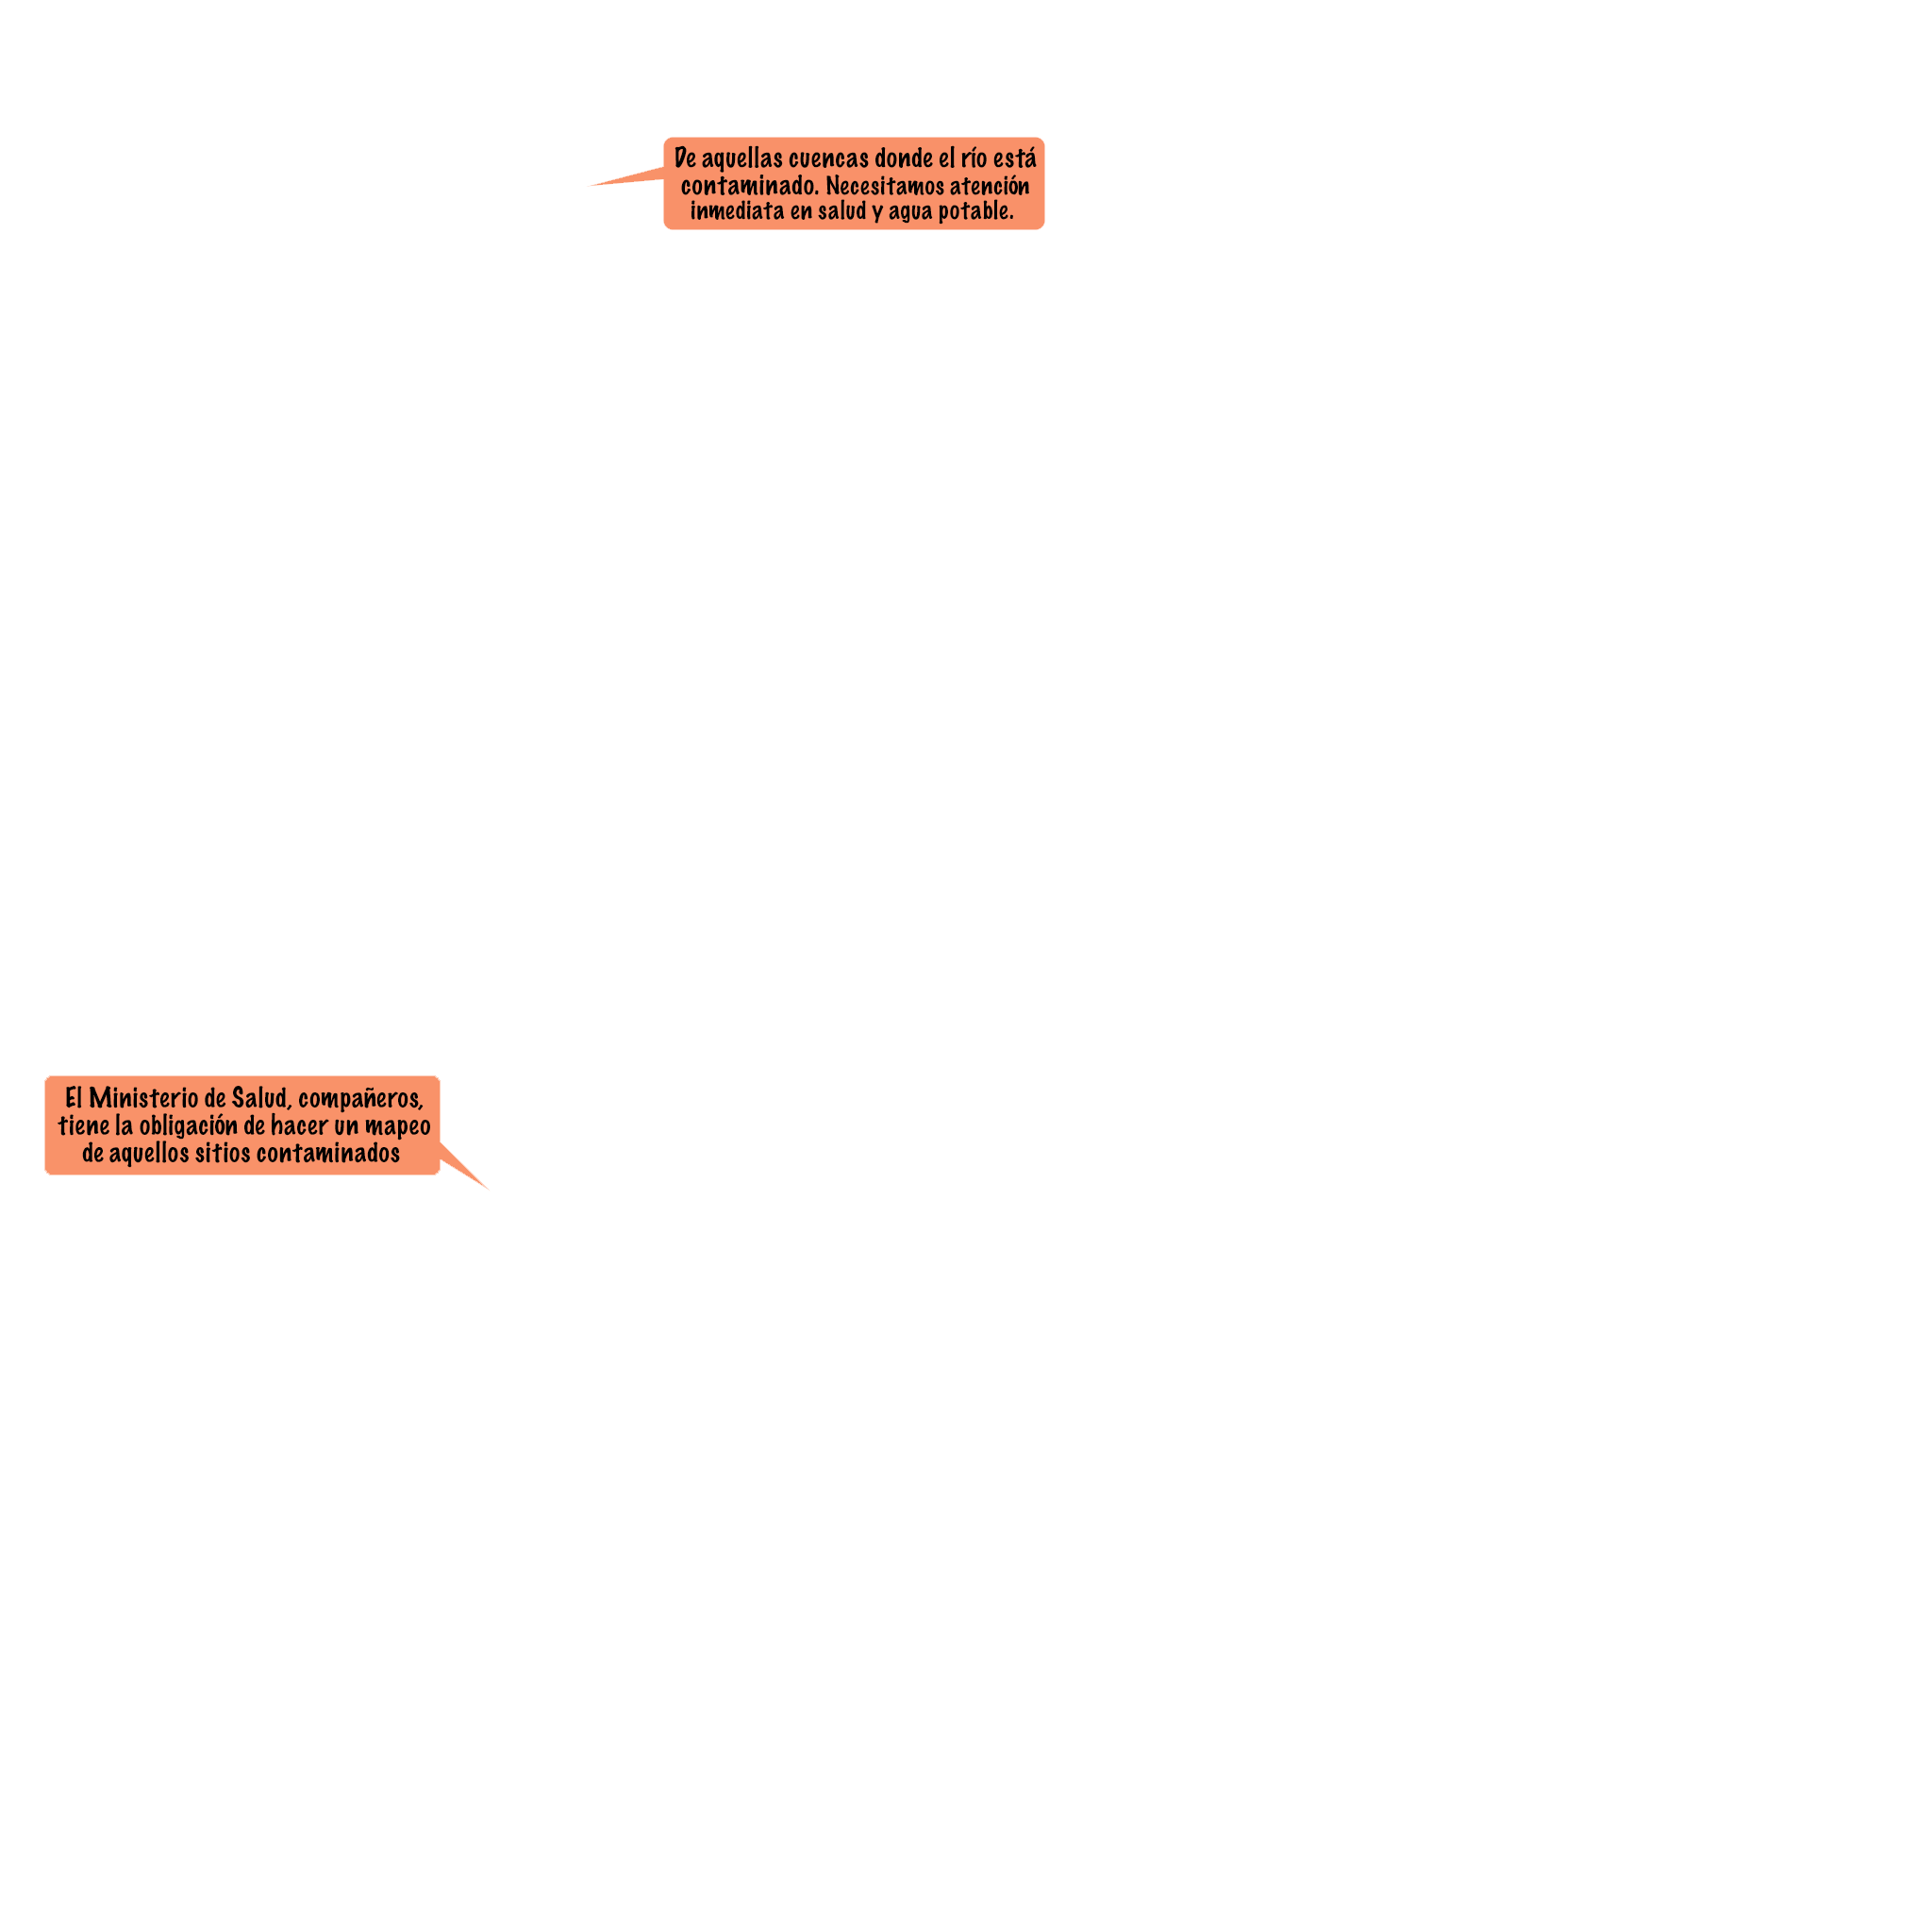 De aquellas cuencas donde el río está
contaminado. Necesitamos atención
inmediata en salud y agua potable.
El Ministerio de Salud, compañeros,
tiene la obligación de hacer un mapeo
de aquellos sitios contaminados